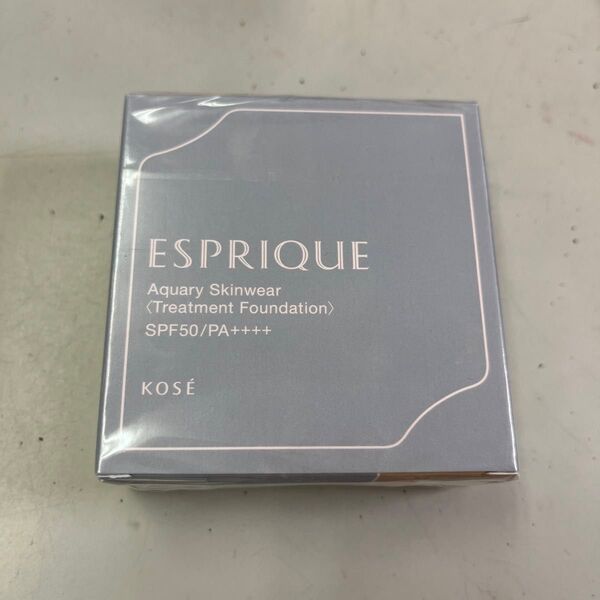 ESPRIQUE
Aquary Skinwear
〈Treatment Foundation〉
SPF50/PA++++
KOSÉ